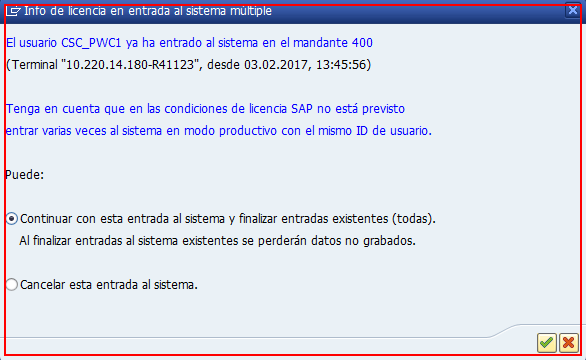 Info de licencia en entrada al sistema múltiple
El usuario CSC_PWC1 ya ha entrado al sistema en el mandante 400
(Terminal "10.220.14.180-R41123", desde 03.02.2017, 13:45:56)
Tenga en cuenta que en las condiciones de licencia SAP no está previsto
entrar varias veces al sistema en modo productivo con el mismo ID de usuario.
Puede:
Continuar con esta entrada al sistema y finalizar entradas existentes (todas).
Al finalizar entradas al sistema existentes se perderán datos no grabados.
Cancelar esta entrada al sistema.